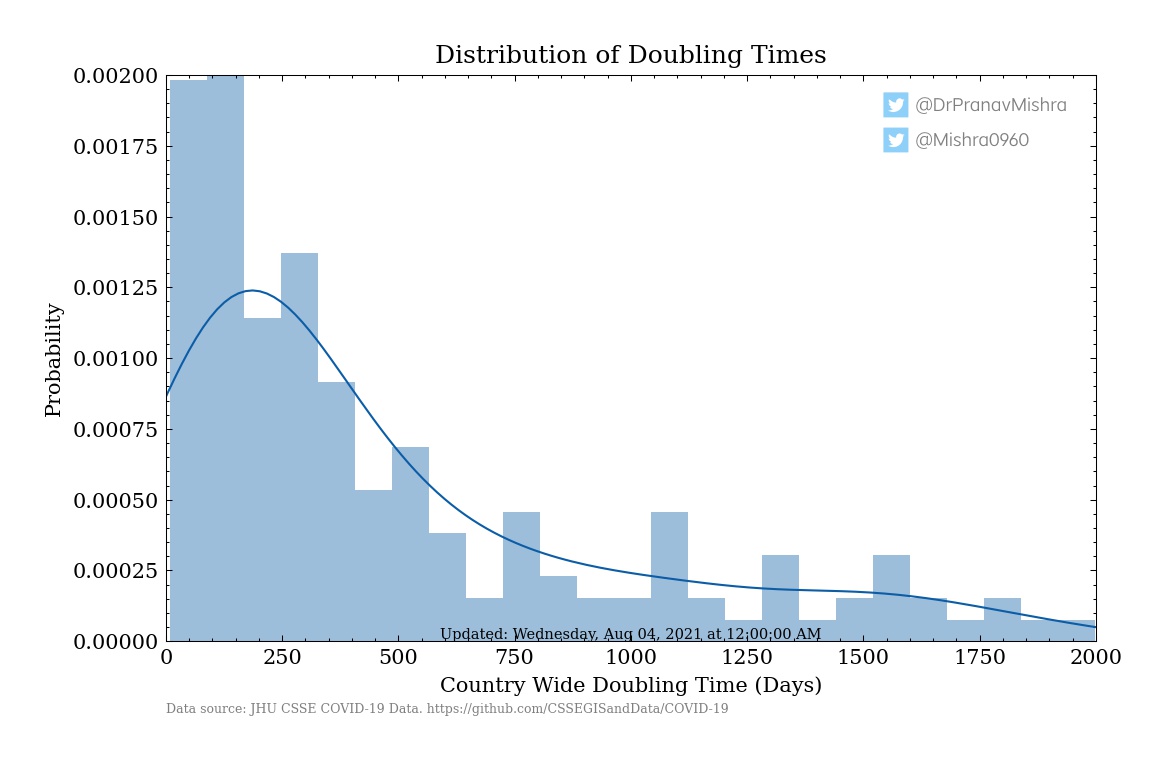 Distribution of Doubling Times
@DrPranavMishra
@Mishra0960
Probability
0.00200
0.00175
0.00150
0.00125
0.00100
0.00075
0.00050
0.00025
0.00000
Updated: Wednesday, Aug 04, 2021 at 12:00:00 AM
0 250 500 750 1000 1250 1500 1750 2000
Country Wide Doubling Time (Days)
Data source: JHU CSSE COVID-19 Data. https://github.com/CSSEGISandData/COVID-19